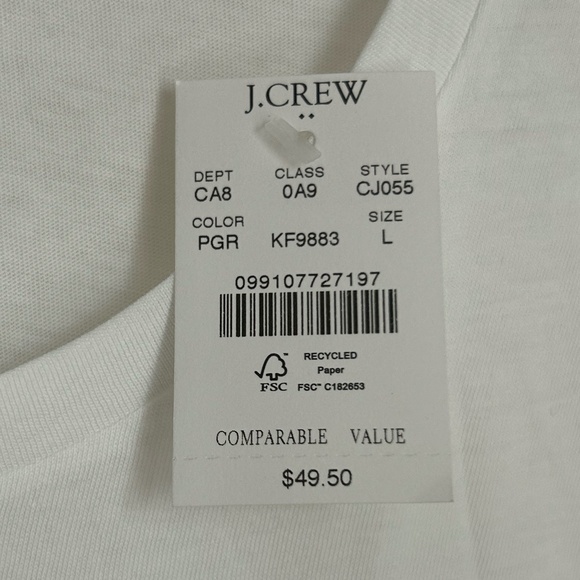 J.CREW
DEPT CLASS STYLE
CA8 0A9 CJ055
COLOR SIZE
PGR KF9883 L
099107727197
RECYCLED
Paper
FSC FSC™ C182653
COMPARABLE VALUE
$49.50